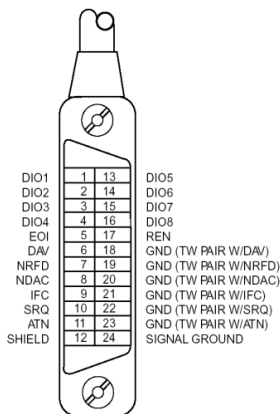 DIO1 1 13 DIO5
DIO2 2 14 DIO6
DIO3 3 15 DIO7
DIO4 4 16 DIO8
EOI 5 17 REN
DAV 6 18 GND (TW PAIR W/DAV)
NRFD 7 19 GND (TW PAIR W/NRFD)
NDAC 8 20 GND (TW PAIR W/NDAC)
IFC 9 21 GND (TW PAIR W/IFC)
SRQ 10 22 GND (TW PAIR W/SRQ)
ATN 11 23 GND (TW PAIR W/ATN)
SHIELD 12 24 SIGNAL GROUND